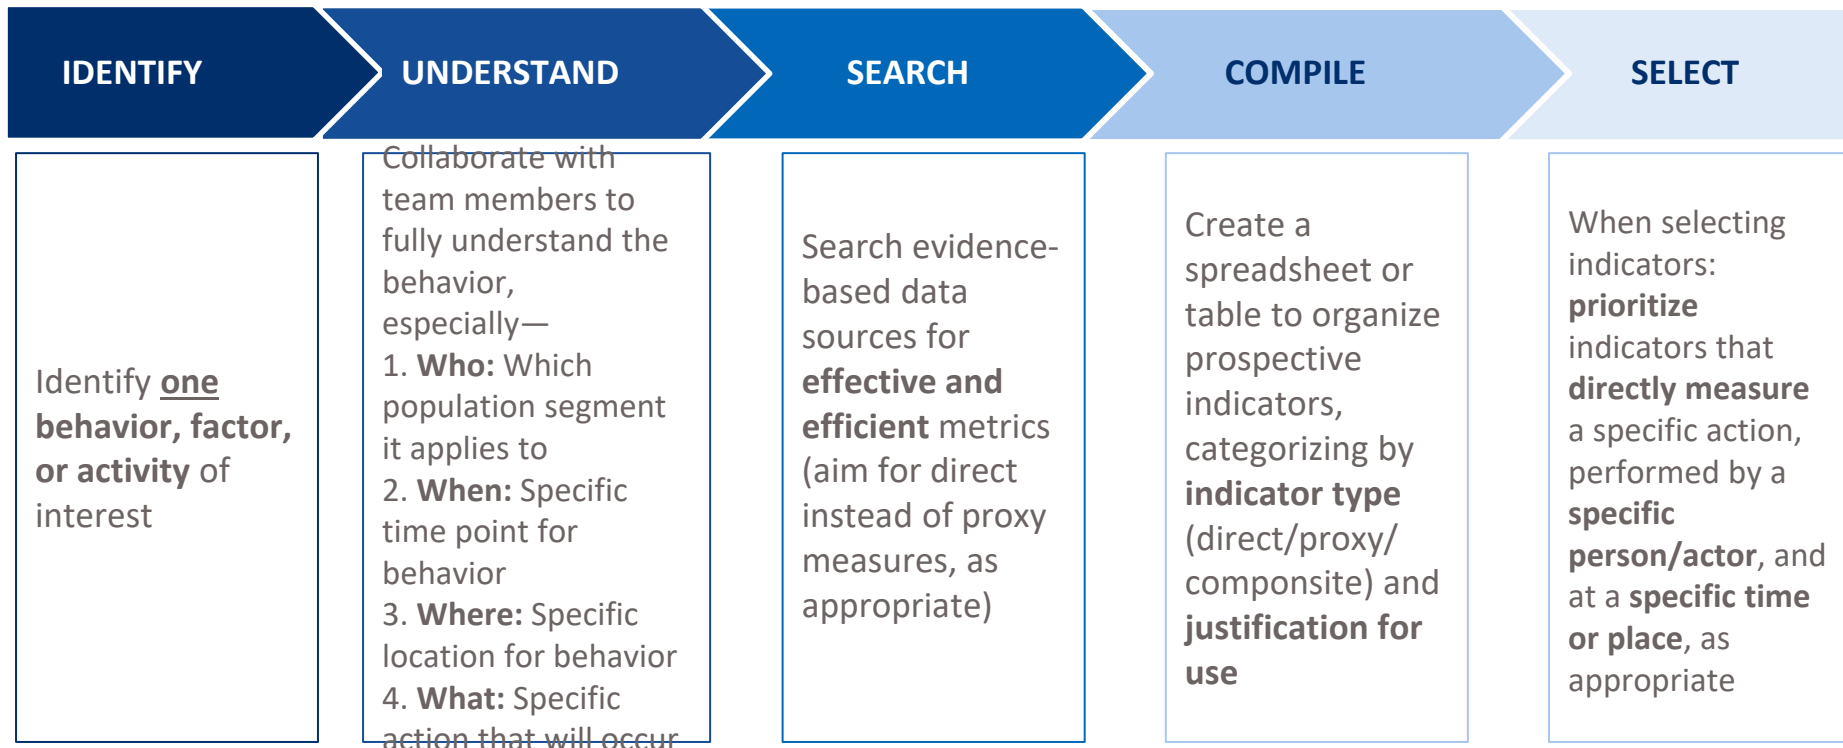 IDENTIFY
UNDERSTAND
SEARCH
COMPILE
SELECT
Identify one
behavior, factor,
or activity of
interest
Collaborate with
team members to
fully understand the
behavior,
especially—
1. Who: Which
population segment
it applies to
2. When: Specific
time point for
behavior
3. Where: Specific
location for behavior
4. What: Specific
action that will occur
Search evidence-
based data
sources for
effective and
efficient metrics
(aim for direct
instead of proxy
measures, as
appropriate)
Create a
spreadsheet or
table to organize
prospective
indicators,
categorizing by
indicator type
(direct/proxy/
componsite) and
justification for
use
When selecting
indicators:
prioritize
indicators that
directly measure
a specific action,
performed by a
specific
person/actor, and
at a specific time
or place, as
appropriate